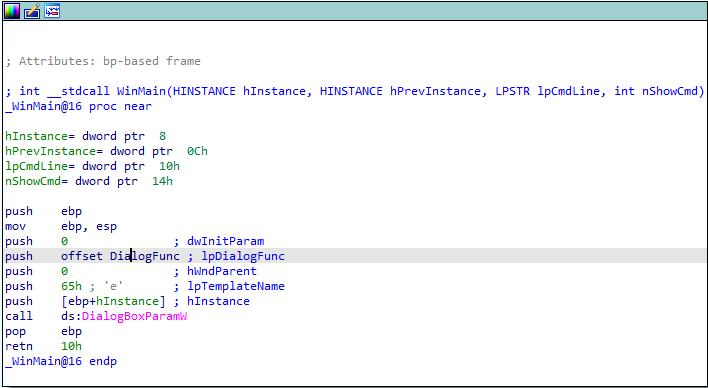 ; Attributes: bp-based frame
; int __stdcall WinMain(HINSTANCE hInstance, HINSTANCE hPrevInstance, LPSTR lpCmdLine, int nShowCmd)
_WinMain@16 proc near
hInstance= dword ptr  8
hPrevInstance= dword ptr  0Ch
lpCmdLine= dword ptr  10h
nShowCmd= dword ptr  14h
push    ebp
mov     ebp, esp
push    0               ; dwInitParam
push    offset DialogFunc ; lpDialogFunc
push    0               ; hWndParent
push    65h ; 'e'       ; lpTemplateName
push    [ebp+hInstance] ; hInstance
call    ds:DialogBoxParamW
pop     ebp
retn    10h
_WinMain@16 endp